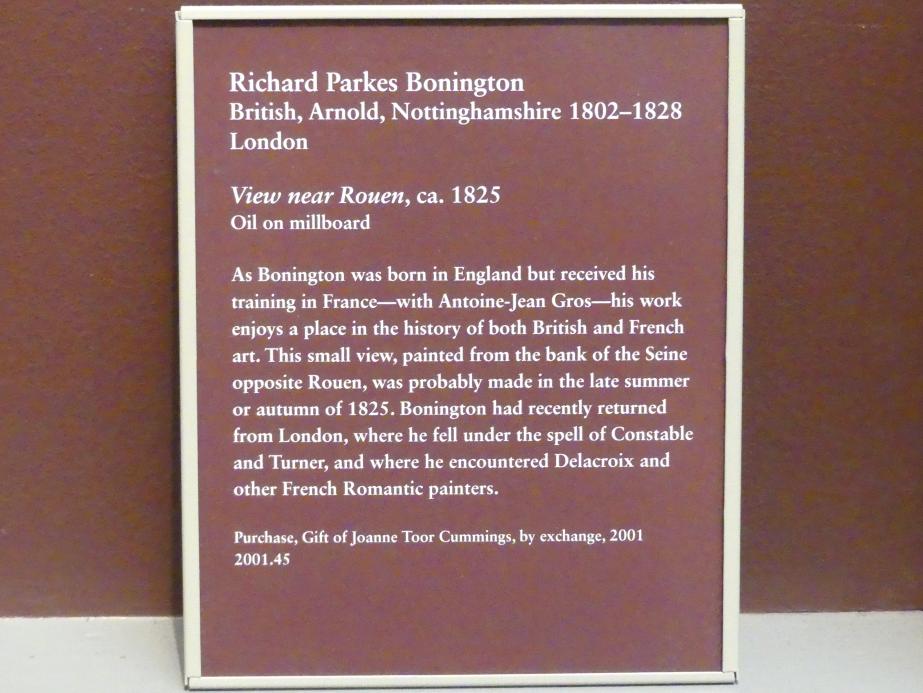 Richard Parkes Bonington
British, Arnold, Nottinghamshire 1802–1828
London
View near Rouen, ca. 1825
Oil on millboard
As Bonington was born in England but received his
training in France—with Antoine-Jean Gros—his work
enjoys a place in the history of both British and French
art. This small view, painted from the bank of the Seine
opposite Rouen, was probably made in the late summer
or autumn of 1825. Bonington had recently returned
from London, where he fell under the spell of Constable
and Turner, and where he encountered Delacroix and
other French Romantic painters.
Purchase, Gift of Joanne Toor Cummings, by exchange, 2001
2001.45